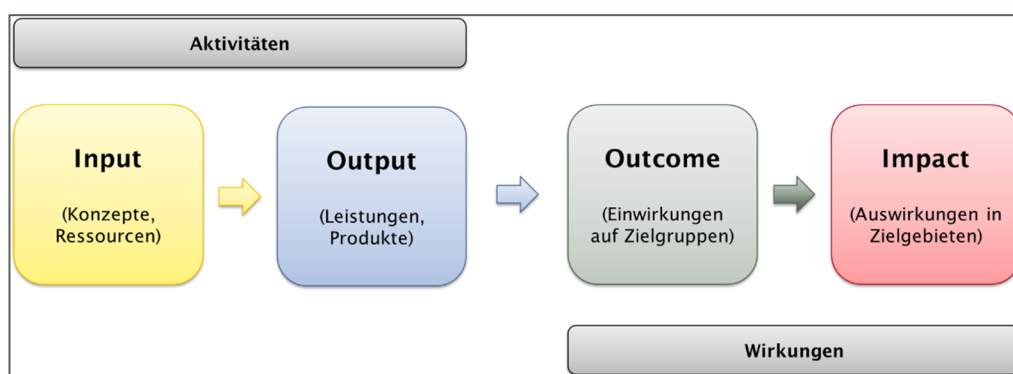 Aktivitäten
Input
(Konzepte,
Ressourcen)
Output
(Leistungen,
Produkte)
Outcome
(Einwirkungen
auf Zielgruppen)
Impact
(Auswirkungen in
Zielgebieten)
Wirkungen